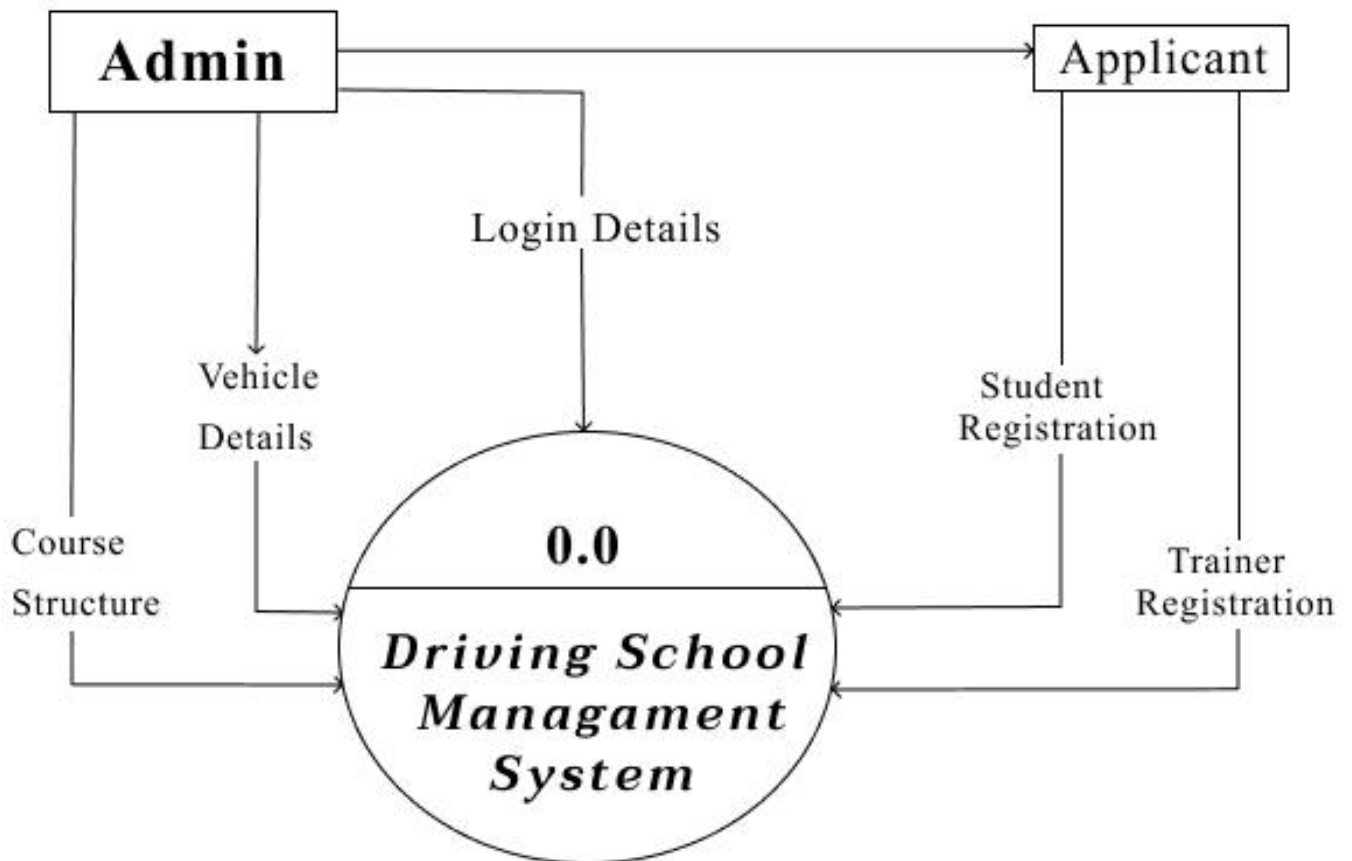 Admin
Applicant
Login Details
Vehicle
Details
Student
Registration
Course
Structure
Trainer
Registration
0.0
Driving School
Managament
System